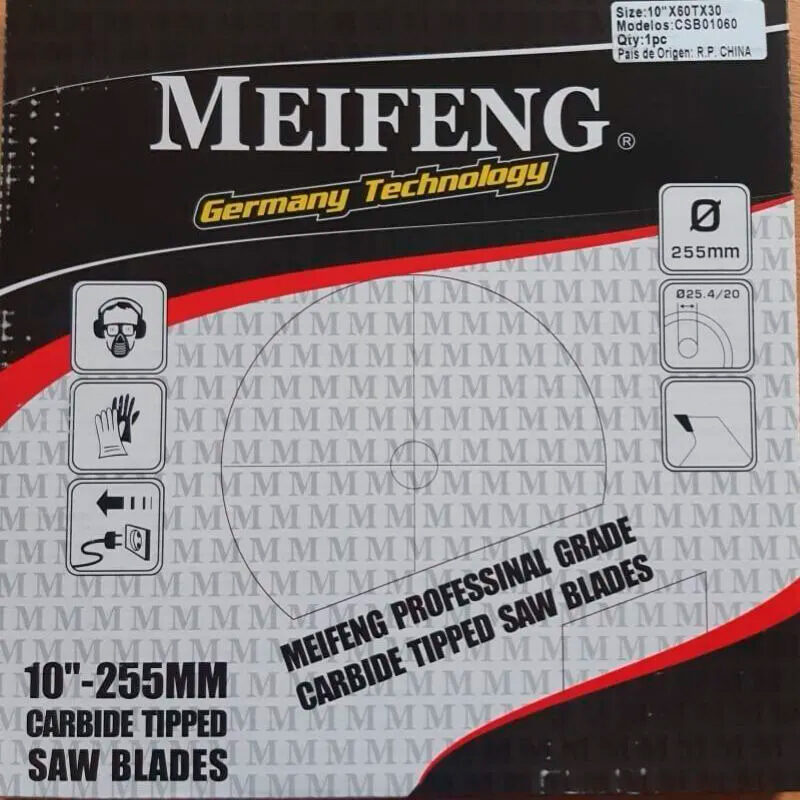 Size:10"X60TX30
Modelos:CSB01060
Qty:1pc
Pais de Origen: R.P. CHINA
MEIFENG®
Germany Technology
Ø
255mm
Ø25.4/20
MEIFENG PROFESSINAL GRADE
CARBIDE TIPPED SAW BLADES
10"-255MM
CARBIDE TIPPED
SAW BLADES